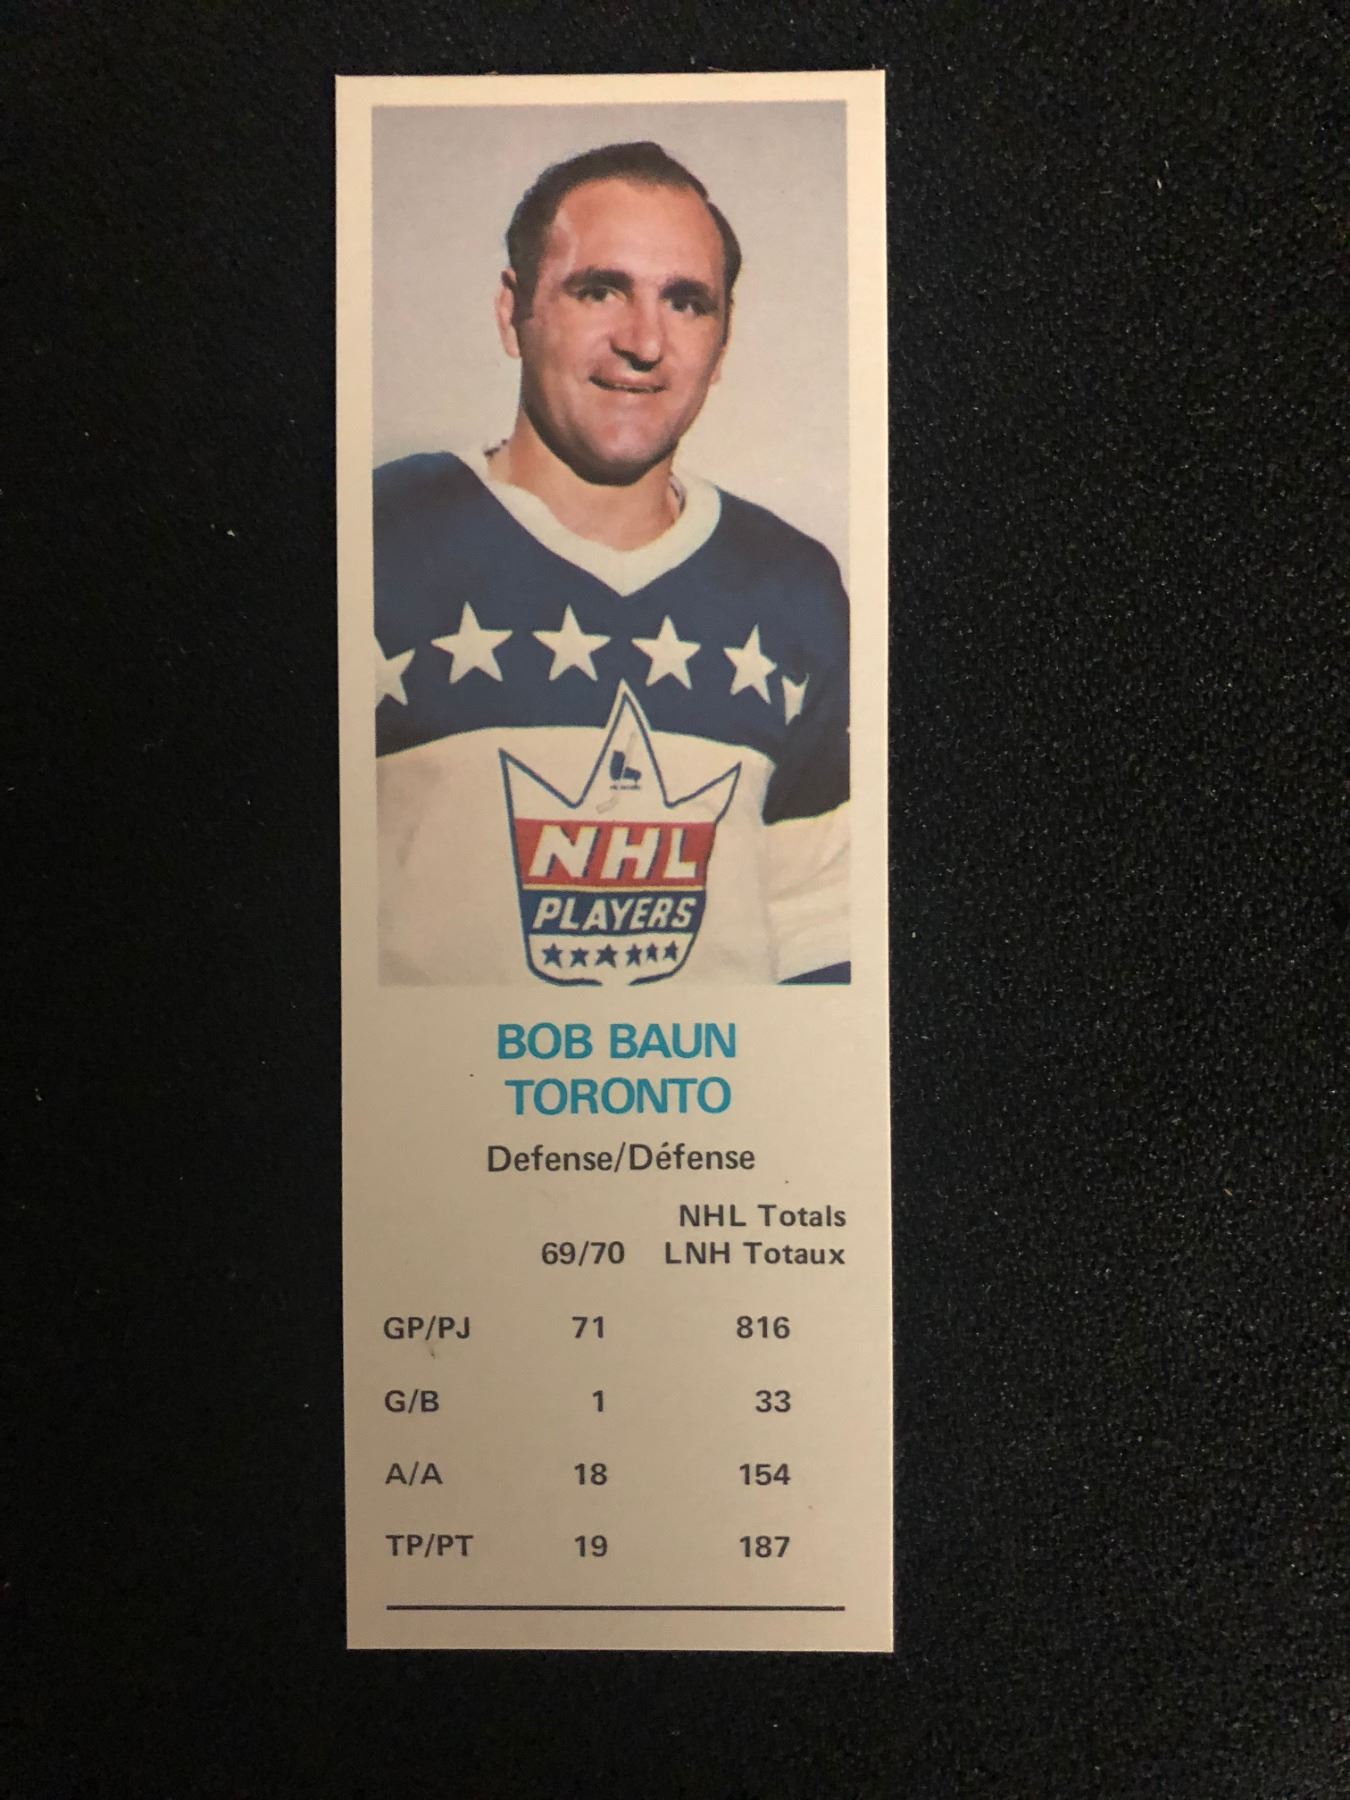 NHL
PLAYERS
BOB BAUN
TORONTO
Defense/Défense
NHL Totals
69/70 LNH Totaux
GP/PJ 71 816
G/B 1 33
A/A 18 154
TP/PT 19 187